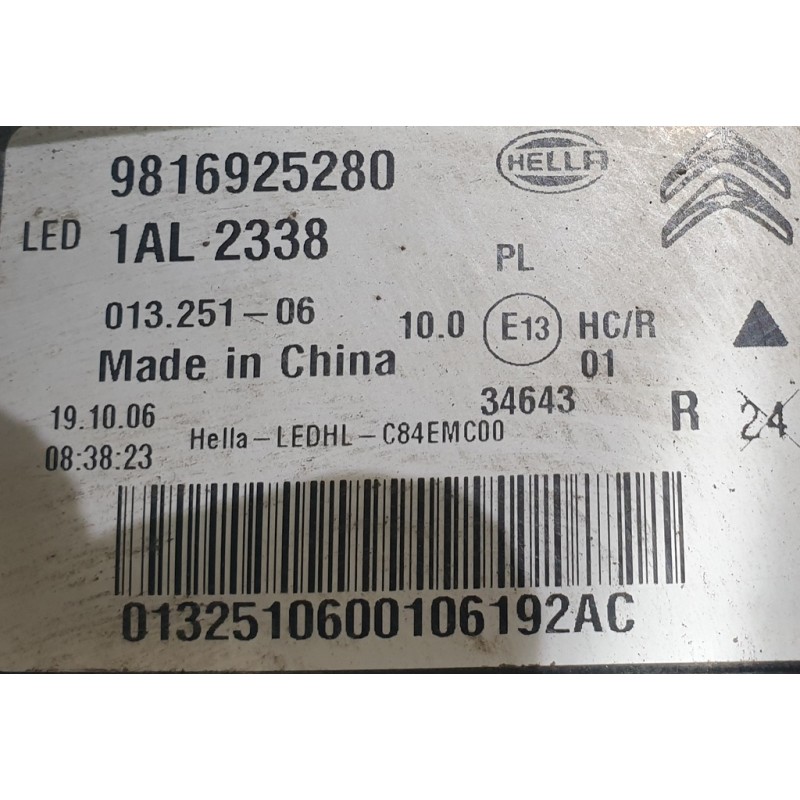 9816925280
HELLA
LED 1AL 2338
PL
013.251-06
10.0 E13 HC/R
01
Made in China
34643
R 24
19.10.06
08:38:23
Hella-LEDHL-C84EMC00
0132510600106192AC